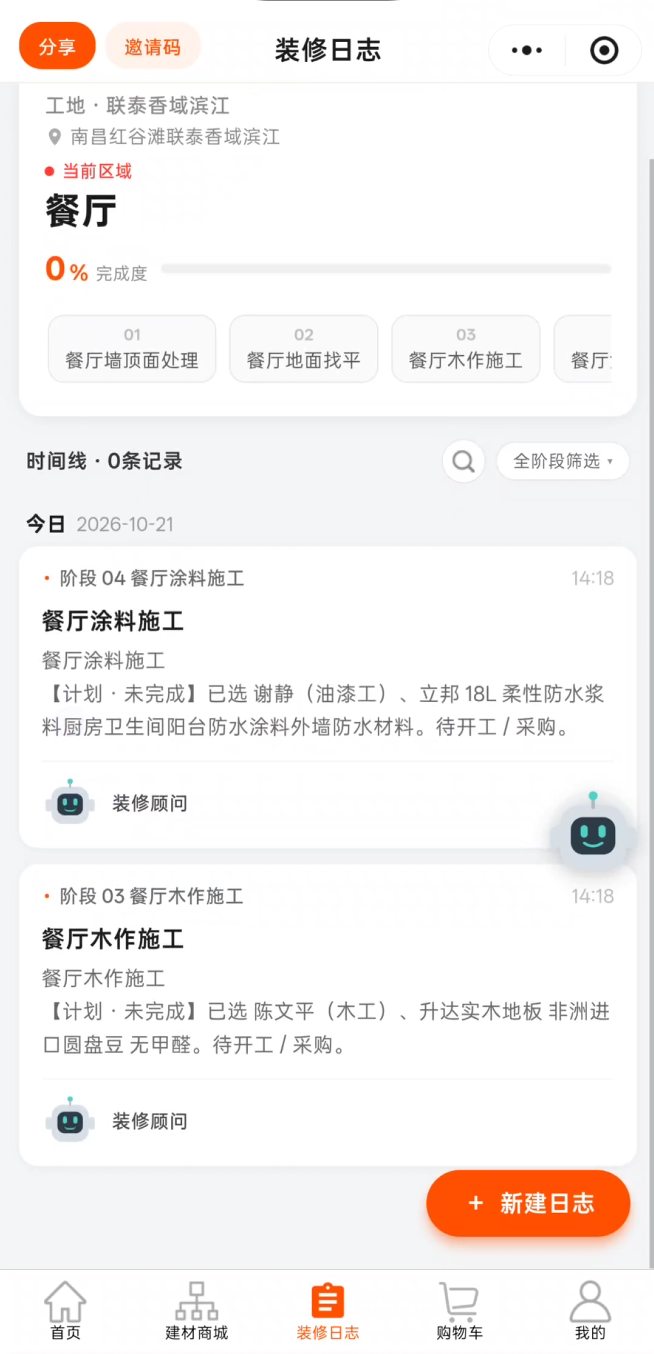 分享
邀请码
装修日志
工地 · 联泰香域滨江
南昌红谷滩联泰香域滨江
当前区域
餐厅
0% 完成度
01
餐厅墙顶面处理
02
餐厅地面找平
03
餐厅木作施工
餐厅
时间线 · 0条记录
全阶段筛选
今日 2026-10-21
阶段 04 餐厅涂料施工 14:18
餐厅涂料施工
餐厅涂料施工
【计划 · 未完成】已选 谢静（油漆工）、立邦 18L 柔性防水浆
料厨房卫生间阳台防水涂料外墙防水材料。待开工 / 采购。
装修顾问
阶段 03 餐厅木作施工 14:18
餐厅木作施工
餐厅木作施工
【计划 · 未完成】已选 陈文平（木工）、升达实木地板 非洲进
口圆盘豆 无甲醛。待开工 / 采购。
装修顾问
+ 新建日志
首页
建材商城
装修日志
购物车
我的